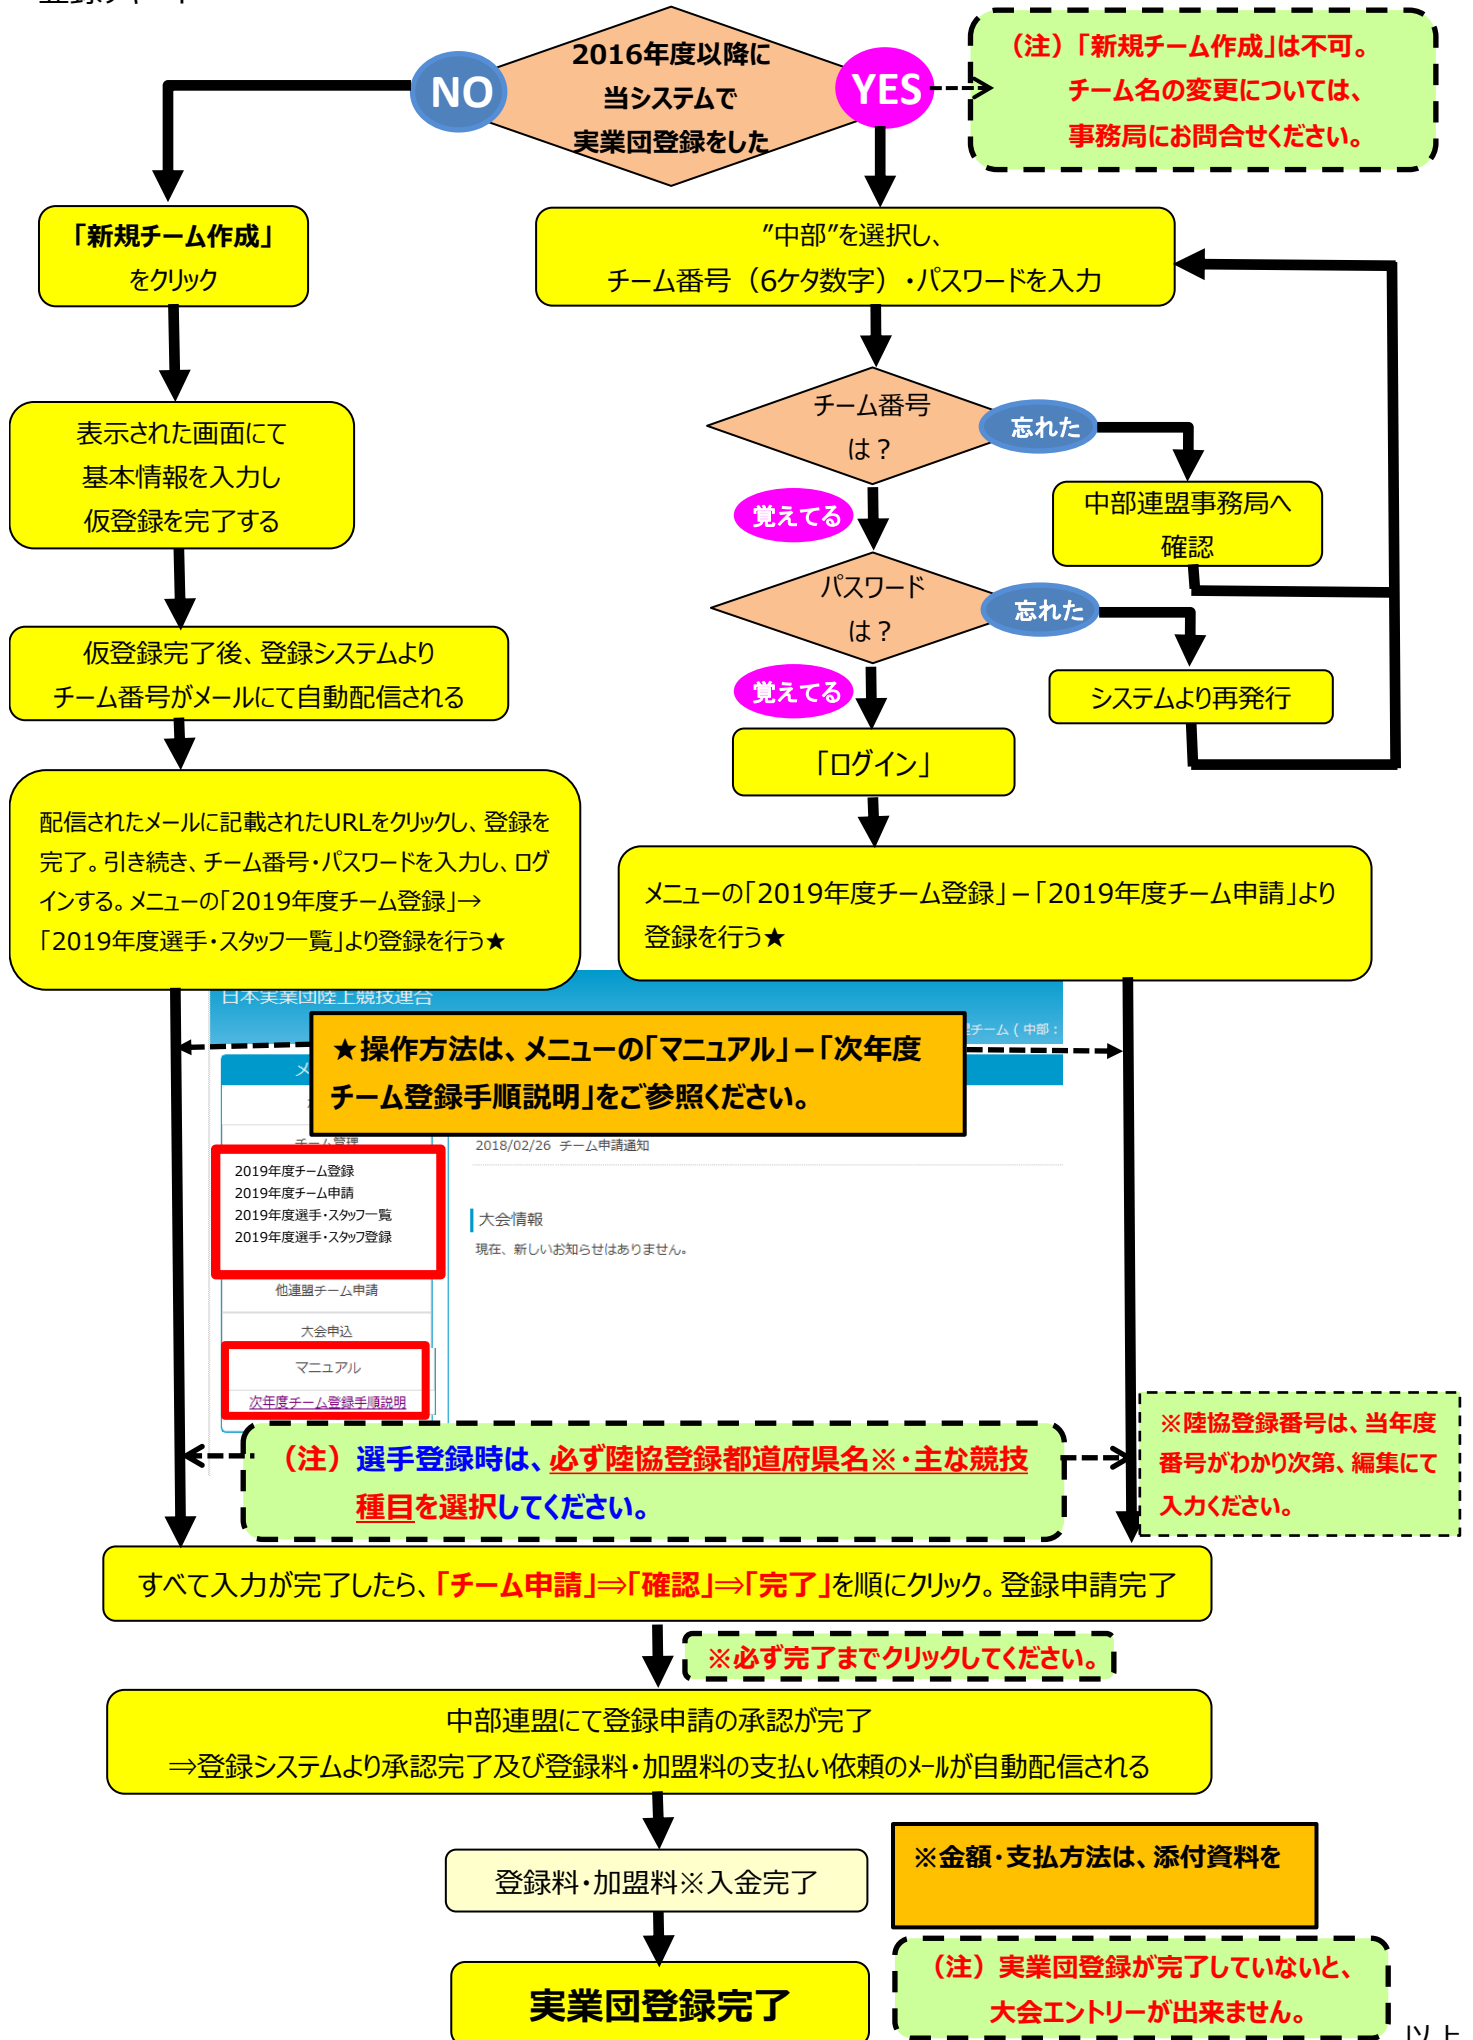 2016年度以降に
当システムで
実業団登録をした
NO
YES
（注）「新規チーム作成」は不可。
チーム名の変更については、
事務局にお問合せください。
「新規チーム作成」
をクリック
”中部”を選択し、
チーム番号（6ケタ数字）・パスワードを入力
表示された画面にて
基本情報を入力し
仮登録を完了する
チーム番号
は？
忘れた
中部連盟事務局へ
確認
覚えてる
パスワード
は？
忘れた
システムより再発行
覚えてる
「ログイン」
仮登録完了後、登録システムより
チーム番号がメールにて自動配信される
配信されたメールに記載されたURLをクリックし、登録を
完了。引き続き、チーム番号・パスワードを入力し、ログ
インする。メニューの「2019年度チーム登録」→
「2019年度選手・スタッフ一覧」より登録を行う★
メニューの「2019年度チーム登録」－「2019年度チーム申請」より
登録を行う★
日本実業団陸上競技連合
チーム ( 中部 :
★操作方法は、メニューの「マニュアル」－「次年度
チーム登録手順説明」をご参照ください。
チーム管理
2018/02/26 チーム申請通知
2019年度チーム登録
2019年度チーム申請
2019年度選手・スタッフ一覧
2019年度選手・スタッフ登録
大会情報
現在、新しいお知らせはありません。
他連盟チーム申請
大会申込
マニュアル
次年度チーム登録手順説明
（注）選手登録時は、必ず陸協登録都道府県名※・主な競技
種目を選択してください。
※陸協登録番号は、当年度
番号がわかり次第、編集にて
入力ください。
すべて入力が完了したら、「チーム申請」⇒「確認」⇒「完了」を順にクリック。登録申請完了
※必ず完了までクリックしてください。
中部連盟にて登録申請の承認が完了
⇒登録システムより承認完了及び登録料・加盟料の支払い依頼のメールが自動配信される
登録料・加盟料※入金完了
※金額・支払方法は、添付資料を
実業団登録完了
（注）実業団登録が完了していないと、
大会エントリーが出来ません。
以上